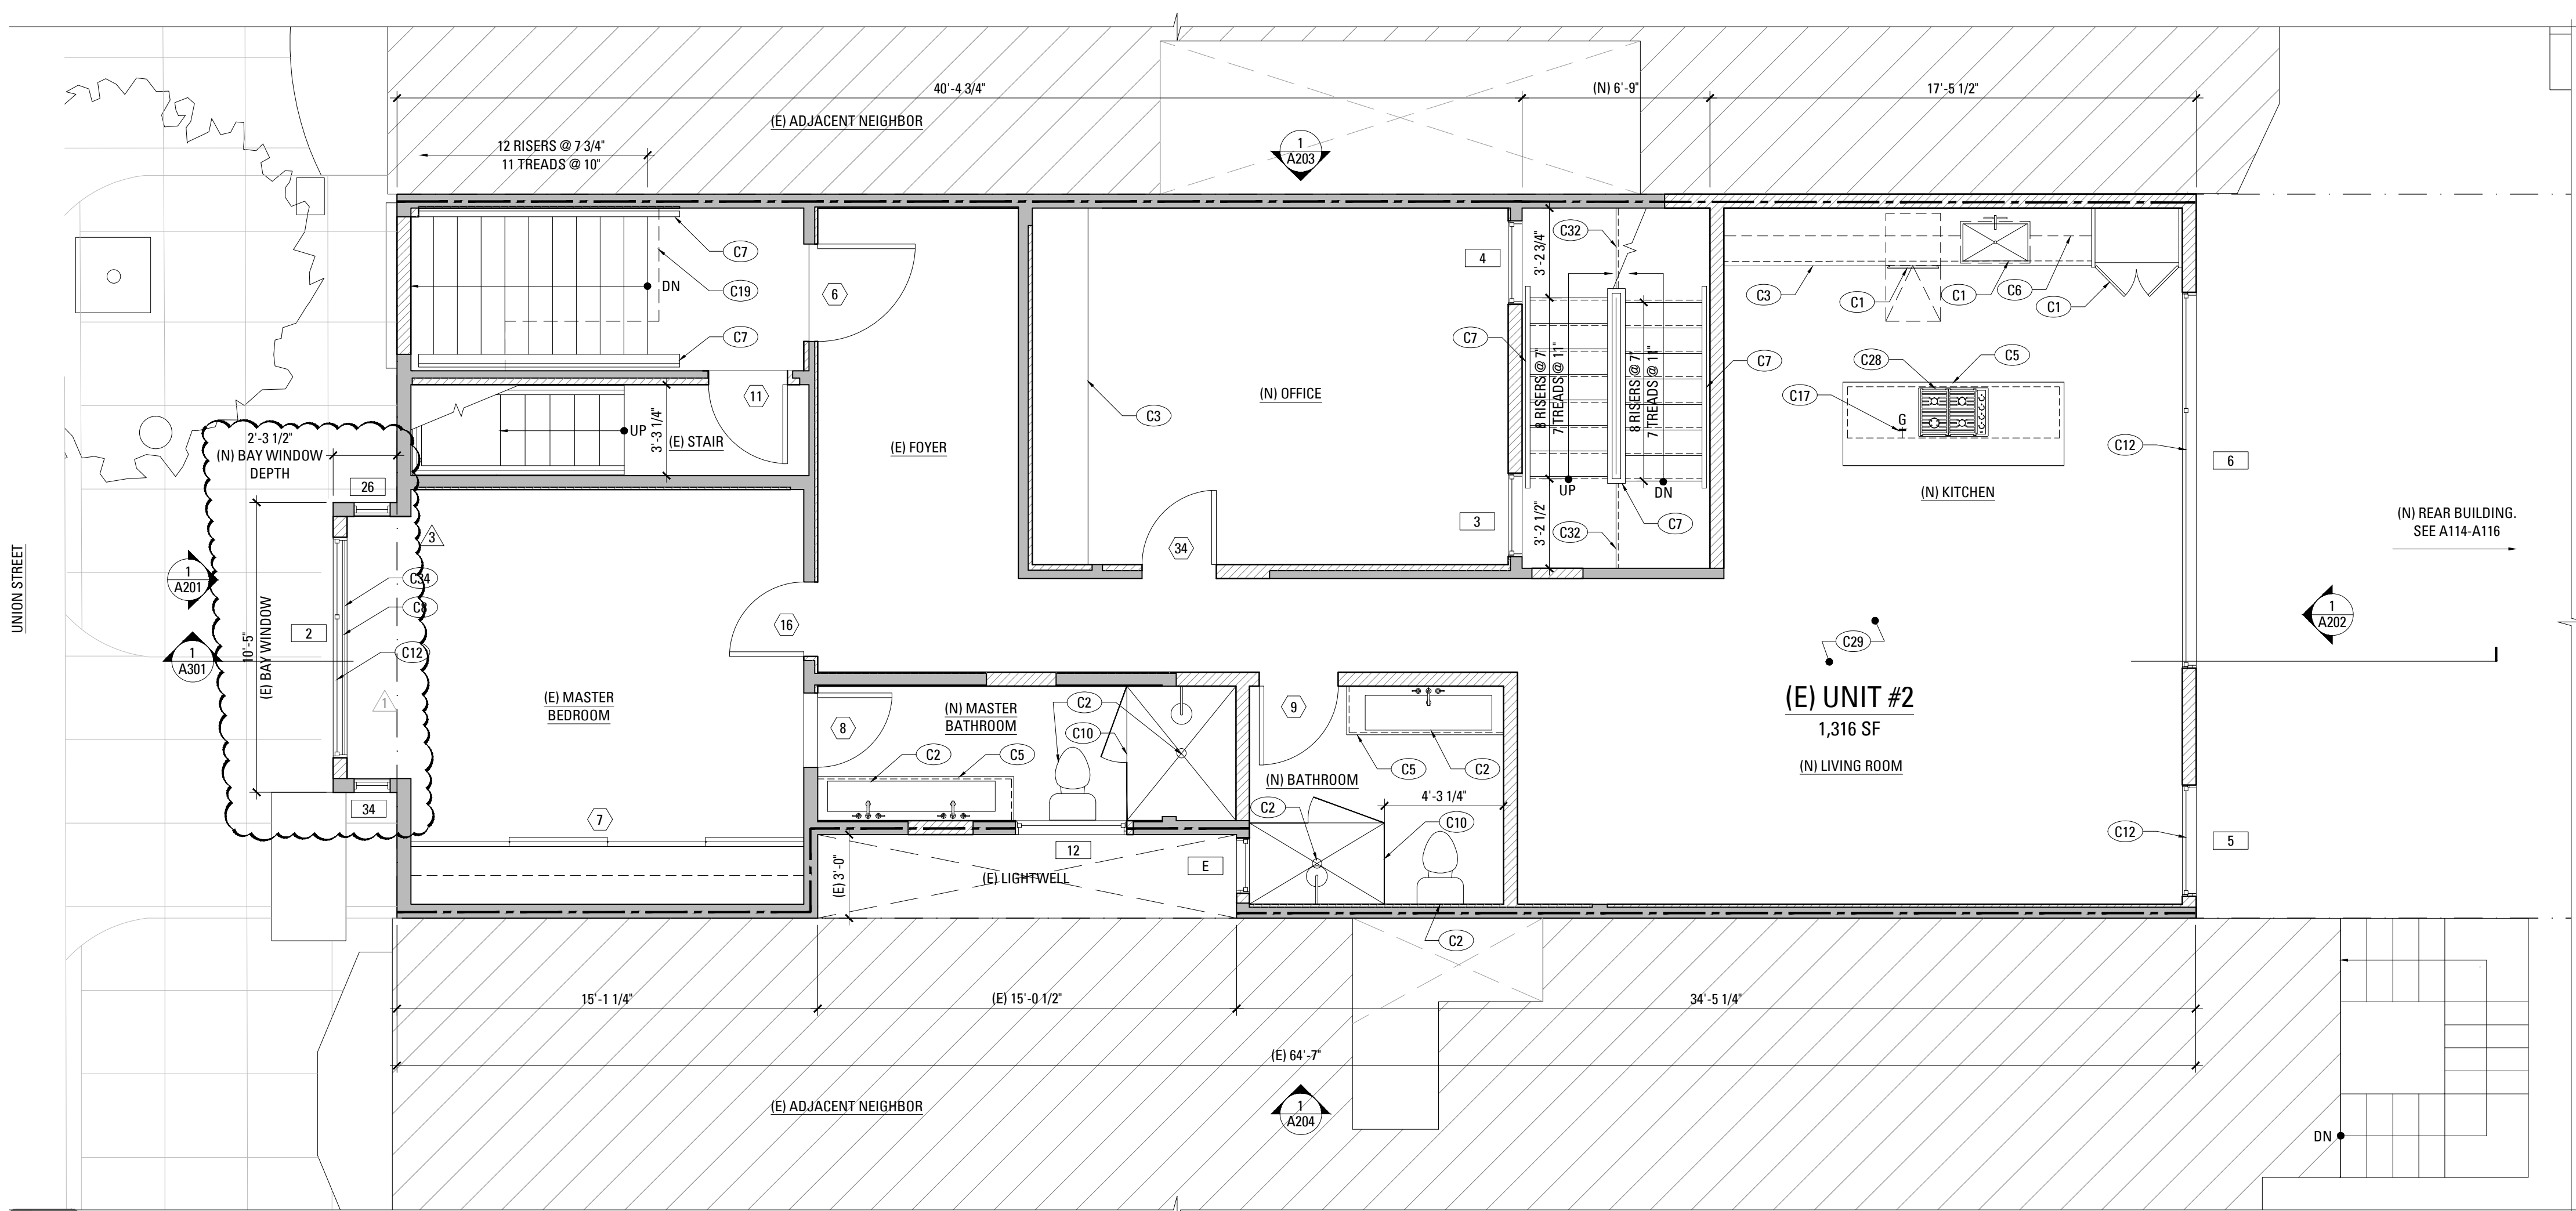 40'-4 3/4"
(N) 6'-9"
17'-5 1/2"
(E) ADJACENT NEIGHBOR
1
A203
12 RISERS @ 7 3/4"
11 TREADS @ 10"
C7
C19
DN
C7
6
11
UP
(E) STAIR
3'-3 1/4"
(E) FOYER
C3
(N) OFFICE
4
3
34
C32
3'-2 3/4"
C7
8 RISERS @ 7"
7 TREADS @ 11"
8 RISERS @ 7"
7 TREADS @ 11"
UP
DN
C7
C7
C32
3'-2 1/2"
C3
C1
C1
C6
C1
C28
C5
C17
G
(N) KITCHEN
C12
6
(N) REAR BUILDING.
SEE A114-A116
1
A202
UNION STREET
2'-3 1/2"
(N) BAY WINDOW
DEPTH
26
3
1
A201
C34
C8
2
C12
1
A301
10'-5"
(E) BAY WINDOW
1
34
(E) MASTER
BEDROOM
16
8
7
(N) MASTER
BATHROOM
C2
C10
C2
C5
9
(N) BATHROOM
C5
C2
C2
4'-3 1/4"
C10
C2
12
E
(E) 3'-0"
(E) LIGHTWELL
C29
(E) UNIT #2
1,316 SF
(N) LIVING ROOM
C12
5
15'-1 1/4"
(E) 15'-0 1/2"
34'-5 1/4"
(E) 64'-7"
(E) ADJACENT NEIGHBOR
1
A204
DN